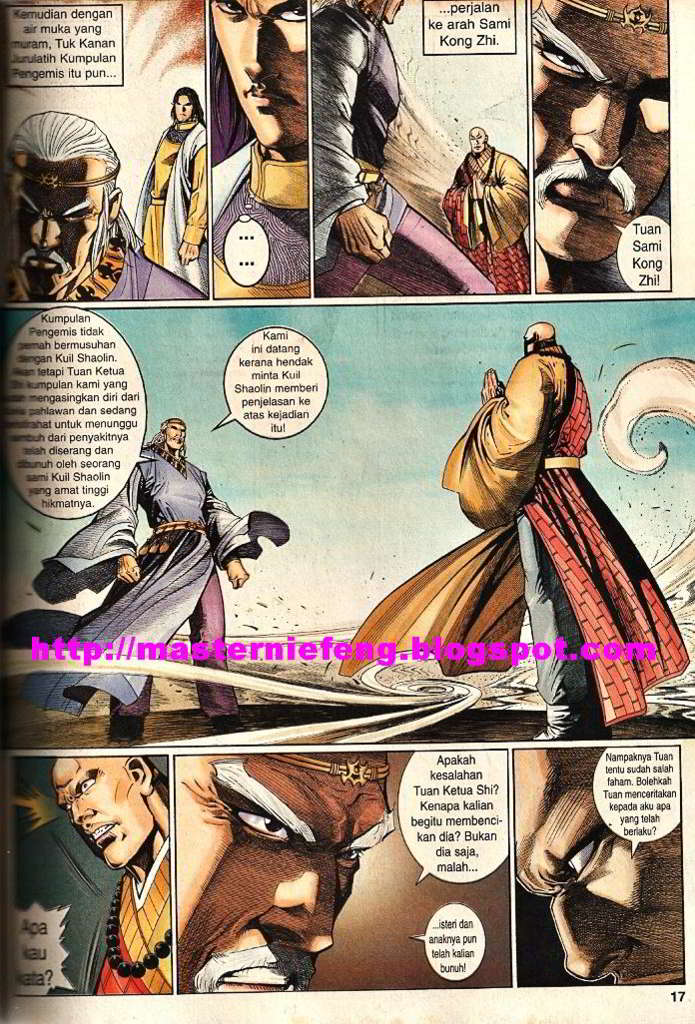 Kemudian dengan
air muka yang
muram, Tuk Kanan
Jurulatih Kumpulan
Pengemis itu pun...
...
...
...perjalan
ke arah Sami
Kong Zhi.
Tuan
Sami
Kong
Zhi!
Kumpulan
Pengemis tidak
pernah bermusuhan
dengan Kuil Shaolin.
Akan tetapi Tuan Ketua
Shi kumpulan kami yang
mengasingkan diri dari
pahlawan dan sedang
untuk menunggu
sembuh dari penyakitnya
telah diserang dan
dibunuh oleh seorang
sami Kuil Shaolin
yang amat tinggi
hikmatnya.
Kami
ini datang
kerana hendak
minta Kuil
Shaolin memberi
penjelasan ke
atas kejadian
itu!
http://masterniefeng.blogspot.com
Apa
kau
kata?
Apakah
kesalahan
Tuan Ketua Shi?
Kenapa kalian
begitu membenci-
kan dia? Bukan
dia saja,
malah...
...isteri dan
anaknya pun
telah kalian
bunuh!
Nampaknya Tuan
tentu sudah salah
faham. Bolehkah
Tuan menceritakan
kepada aku apa
yang telah
berlaku?
17